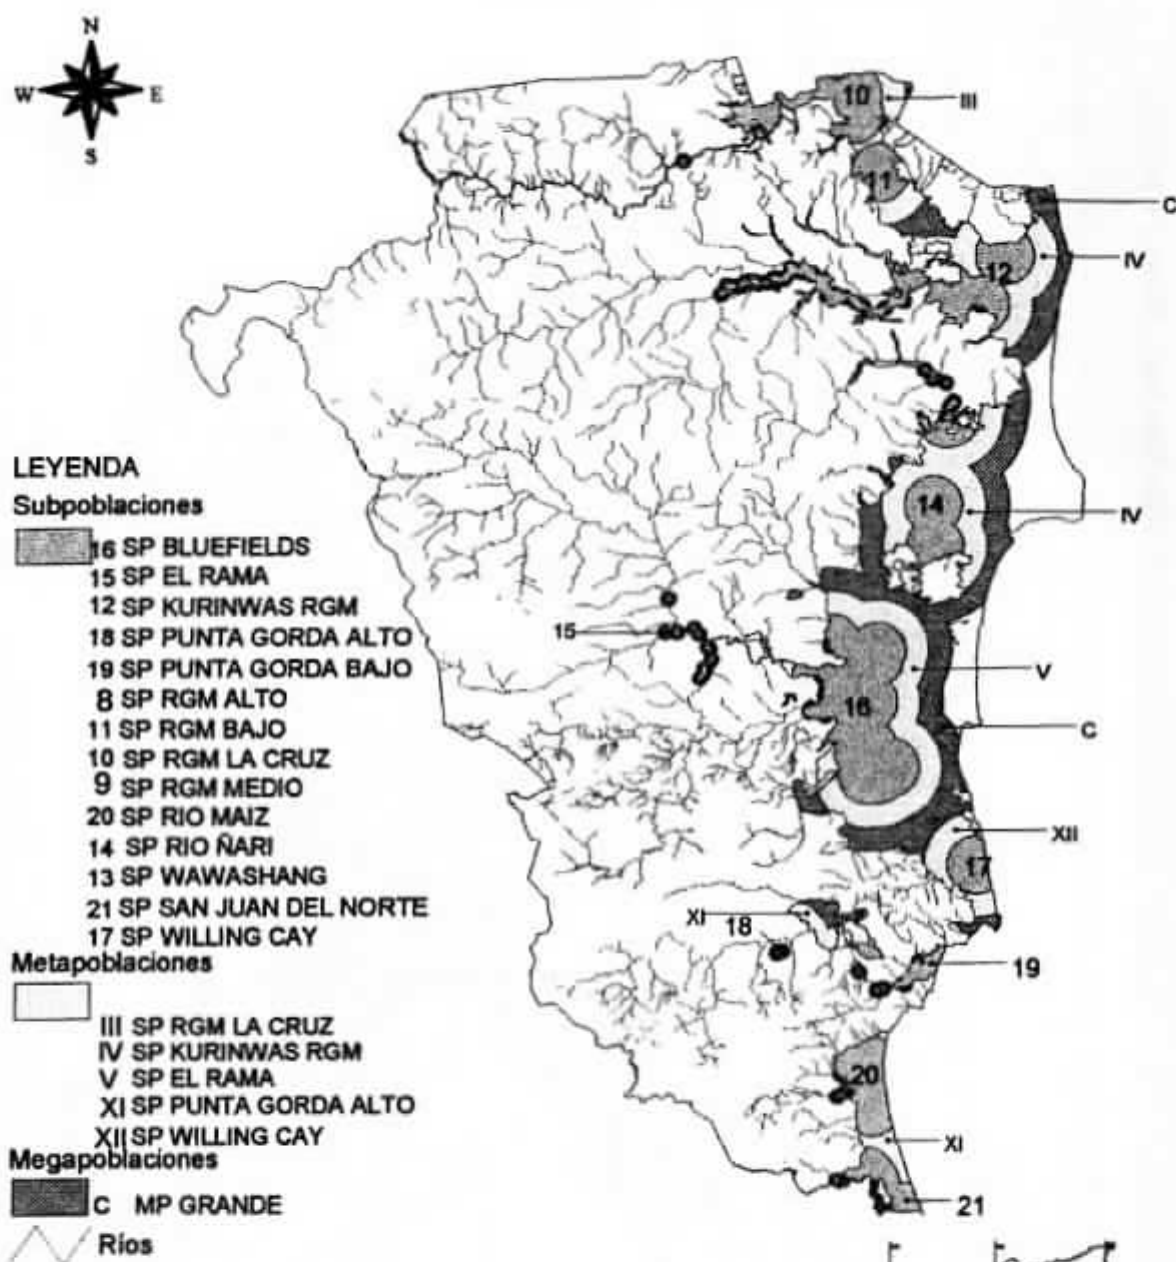 N
W E
S
10 III
11
C
12 IV
LEYENDA
Subpoblaciones
14 IV
16 SP BLUEFIELDS
15 SP EL RAMA
12 SP KURINWAS RGM
18 SP PUNTA GORDA ALTO
19 SP PUNTA GORDA BAJO
8 SP RGM ALTO
11 SP RGM BAJO
10 SP RGM LA CRUZ
9 SP RGM MEDIO
20 SP RIO MAIZ
14 SP RIO ÑARI
13 SP WAWASHANG
21 SP SAN JUAN DEL NORTE
17 SP WILLING CAY
15
V
16
C
XII
17
XI 18
19
Metapoblaciones
III SP RGM LA CRUZ
IV SP KURINWAS RGM
V SP EL RAMA
XI SP PUNTA GORDA ALTO
XII SP WILLING CAY
20
XI
Megapoblaciones
C MP GRANDE
21
Ríos